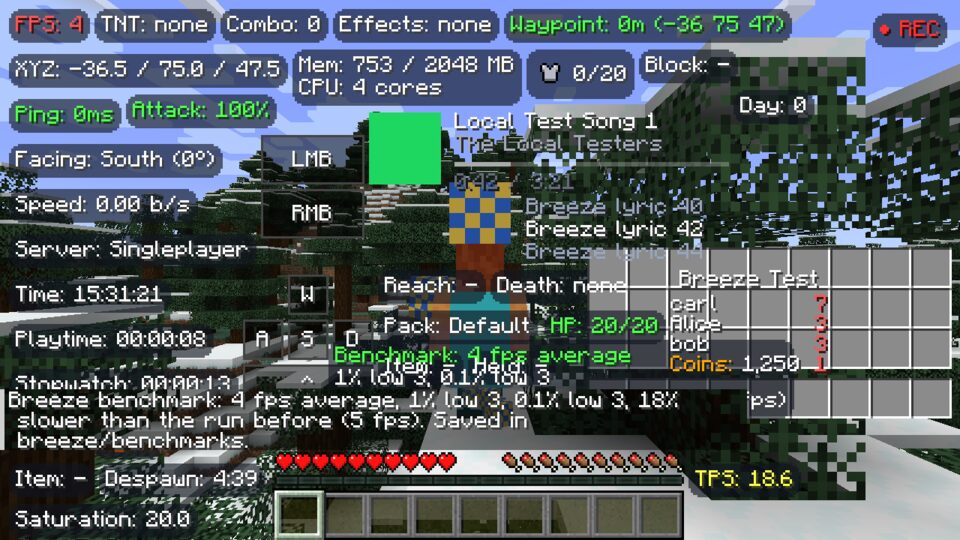 FPS: 4 TNT: none Combo: 0 Effects: none Waypoint: 0m (-36 75 47) REC
XYZ: -36.5 / 75.0 / 47.5 Mem: 753 / 2048 MB 0/20 Block: -
CPU: 4 cores
Day: 0
Ping: 0ms Attack: 100%
Local Test Song 1
The Local Testers
Facing: South (0°) LMB
0:42 3:21
Speed: 0.00 b/s RMB
Breeze lyric 40
Breeze lyric 42
Breeze lyric 44
Server: Singleplayer
Breeze Test
Reach: - Death: none
Time: 15:31:21 W
carl 7
Alice 3
bob 3
Coins: 1,250 1
Pack: Default HP: 20/20
Playtime: 00:00:08 A S D
Benchmark: 4 fps average
Item: Held
1% low 3, 0.1% low 3
Stopwatch: 00:00:13
Breeze benchmark: 4 fps average, 1% low 3, 0.1% low 3, 18%
slower than the run before (5 fps). Saved in
breeze/benchmarks.
fps)
Item: - Despawn: 4:39
TPS: 18.6
Saturation: 20.0